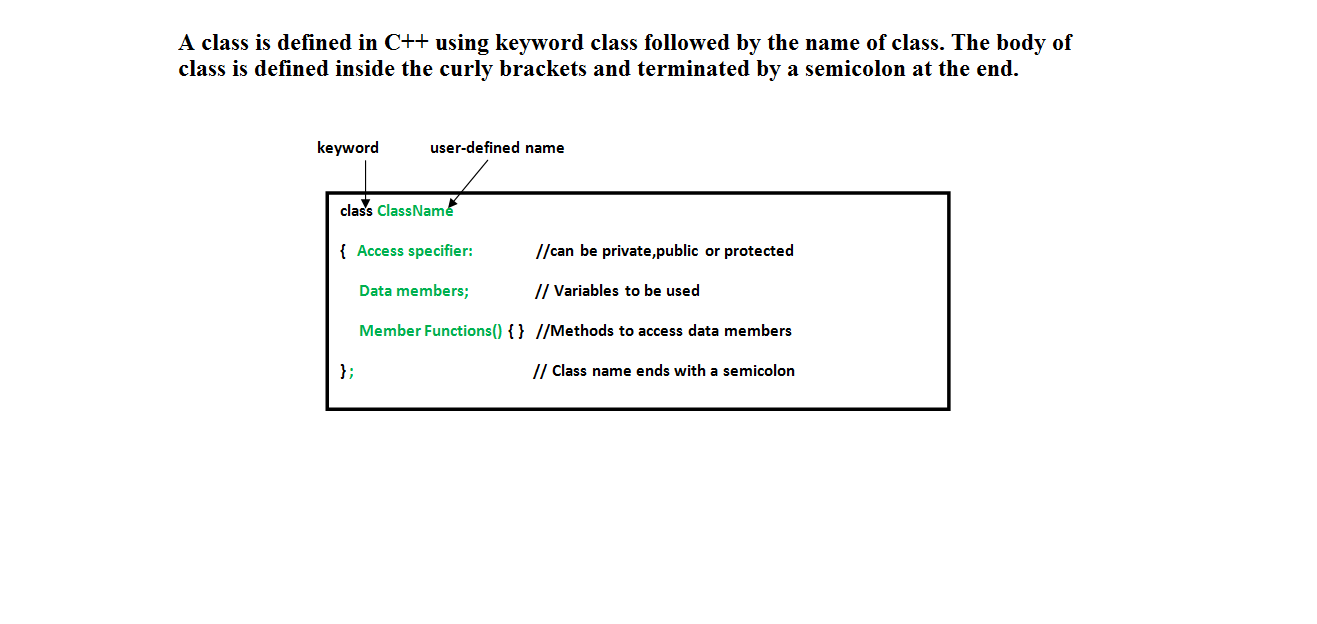 A class is defined in C++ using keyword class followed by the name of class. The body of
class is defined inside the curly brackets and terminated by a semicolon at the end.
keyword user-defined name
class ClassName
{ Access specifier: //can be private,public or protected
Data members; // Variables to be used
Member Functions() { } //Methods to access data members
}; // Class name ends with a semicolon